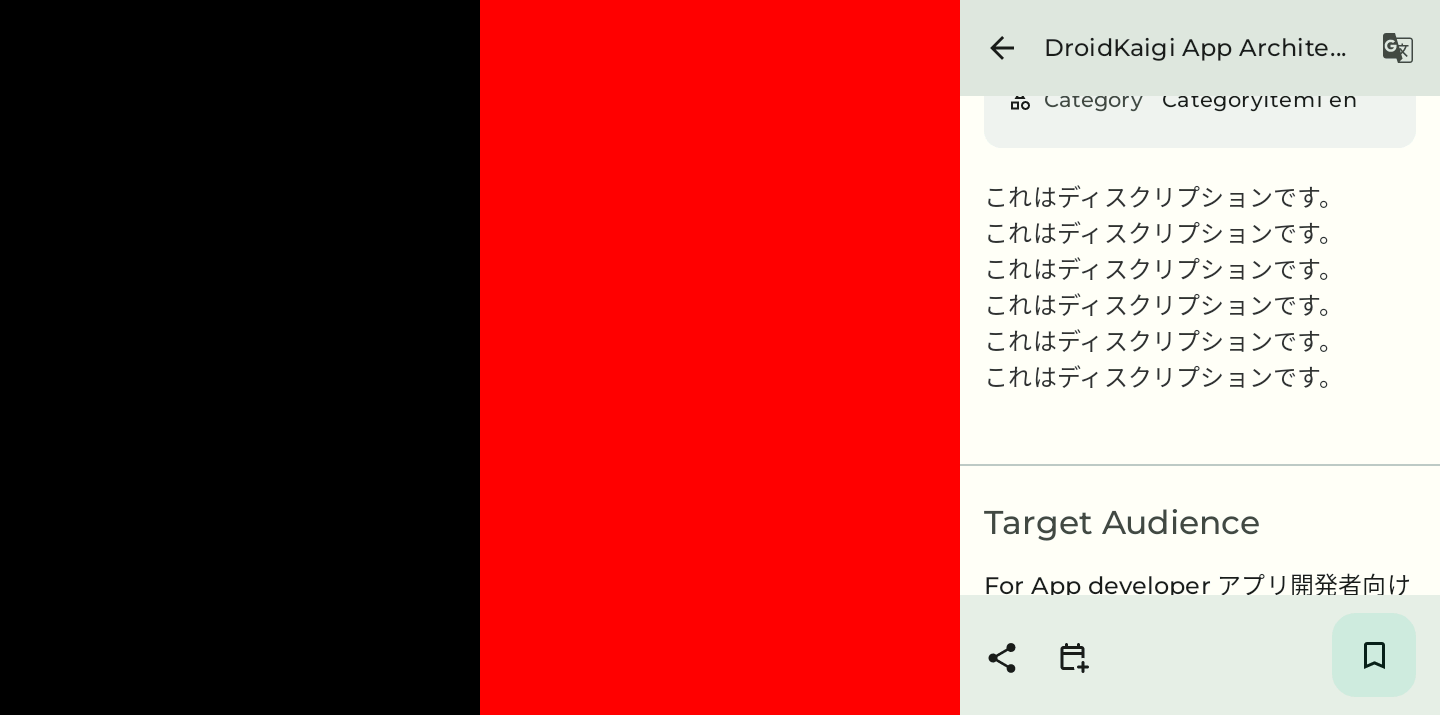 DroidKaigi App Archite...
Category CategoryItem1 en
これはディスクリプションです。
これはディスクリプションです。
これはディスクリプションです。
これはディスクリプションです。
これはディスクリプションです。
これはディスクリプションです。
Target Audience
For App developer アプリ開発者向け